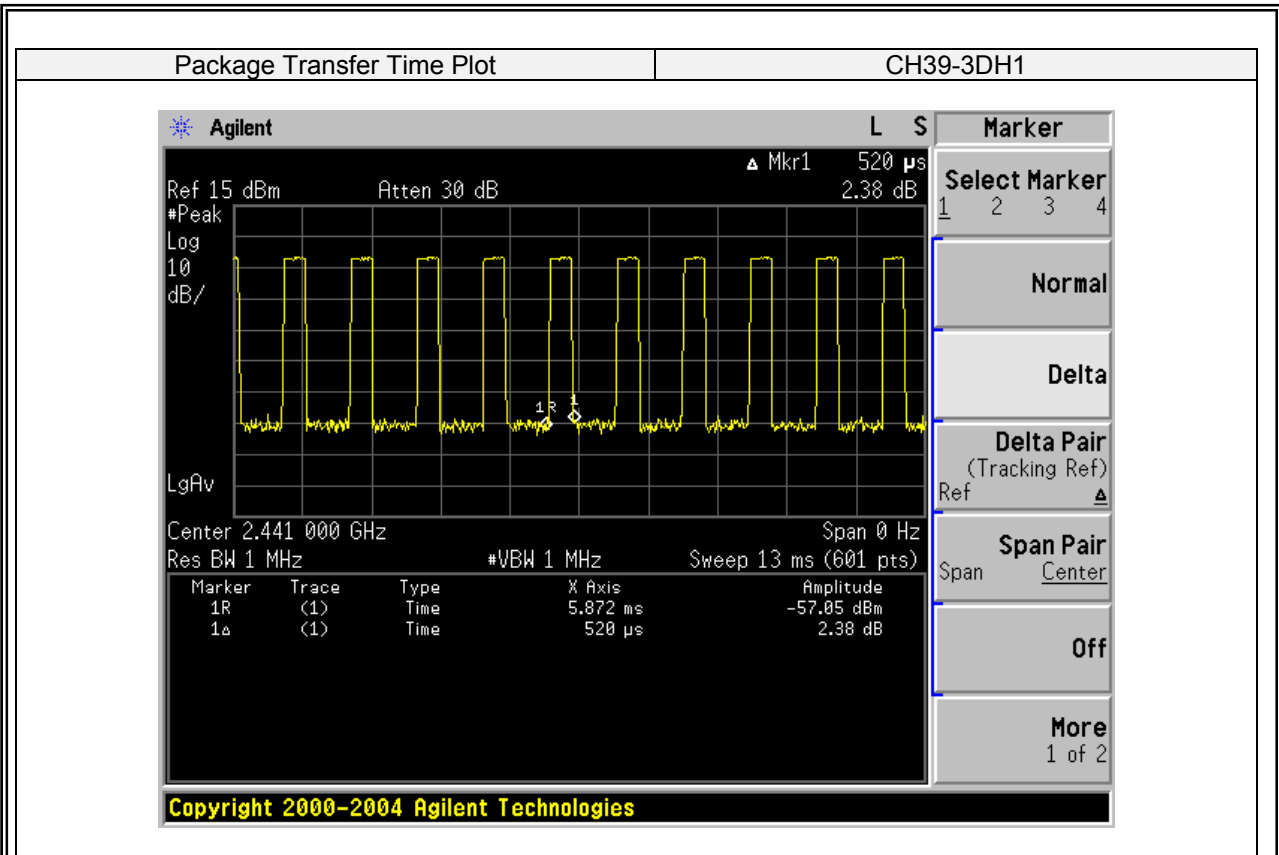 Package Transfer Time Plot CH39-3DH1
Agilent L S
Marker
Δ Mkr1 520 µs
Ref 15 dBm Atten 30 dB 2.38 dB
#Peak
Log
10
dB/
1R 1
LgAv
Center 2.441 000 GHz Span 0 Hz
Res BW 1 MHz #VBW 1 MHz Sweep 13 ms (601 pts)
Marker Trace Type X Axis Amplitude
1R (1) Time 5.872 ms -57.05 dBm
1Δ (1) Time 520 µs 2.38 dB
Select Marker
1 2 3 4
Normal
Delta
Delta Pair
(Tracking Ref)
Ref Δ
Span Pair
Span Center
Off
More
1 of 2
Copyright 2000-2004 Agilent Technologies